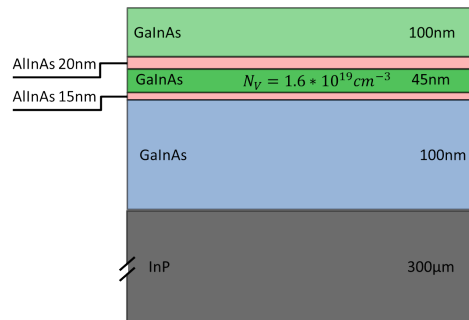 GaInAs 100nm
AlInAs 20nm
GaInAs N_V = 1.6 * 10^19 cm^-3 45nm
AlInAs 15nm
GaInAs 100nm
InP 300µm